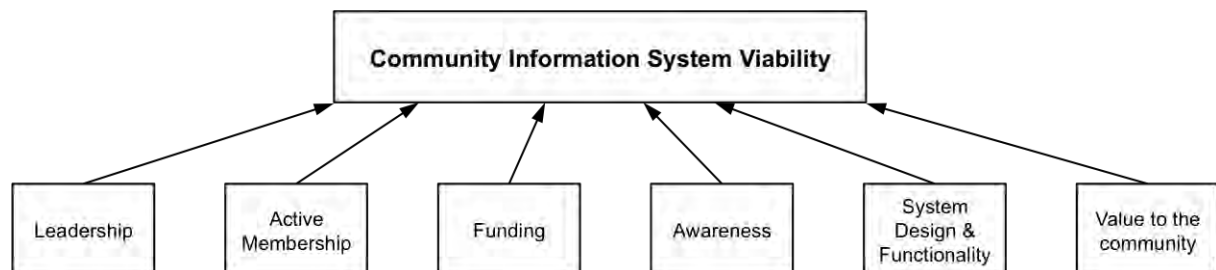 Community Information System Viability
Leadership
Active
Membership
Funding
Awareness
System
Design &
Functionality
Value to the
community